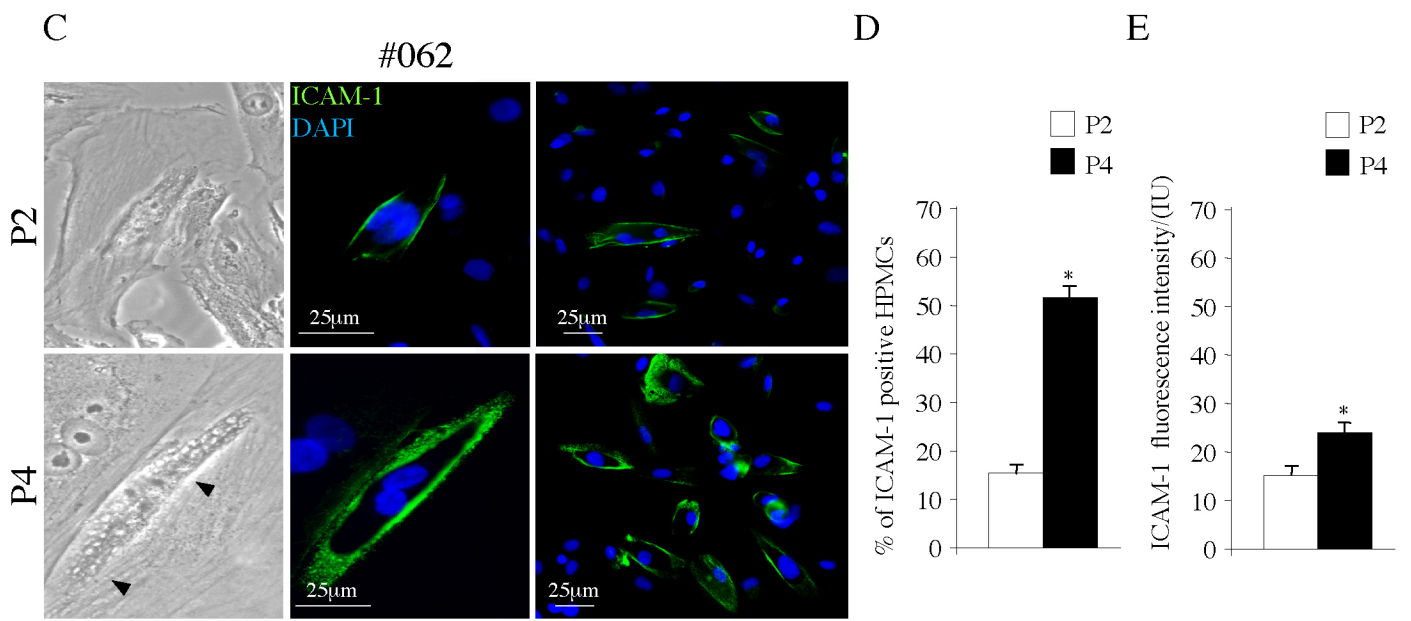 C
#062
P2
ICAM-1
DAPI
25μm
25μm
P4
25μm
25μm
D
P2
P4
% of ICAM-1 positive HPMCs
70
60
50
40
30
20
10
0
*
E
P2
P4
ICAM-1 fluorescence intensity/(IU)
70
60
50
40
30
20
10
0
*